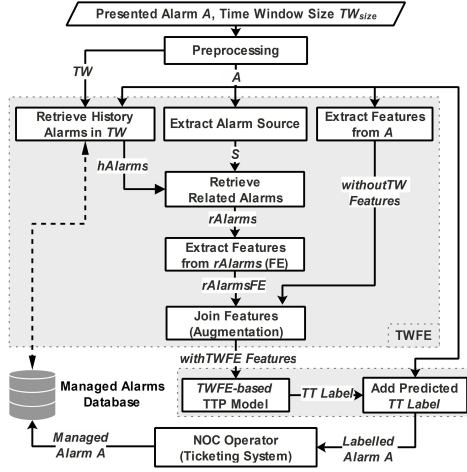 Presented Alarm A, Time Window Size TWsize
Preprocessing
TW
A
Retrieve History
Alarms in TW
Extract Alarm Source
Extract Features
from A
hAlarms
S
withoutTW
Features
Retrieve
Related Alarms
rAlarms
Extract Features
from rAlarms (FE)
rAlarmsFE
Join Features
(Augmentation)
TWFE
withTWFE Features
Managed Alarms
Database
TWFE-based
TTP Model
TT Label
Add Predicted
TT Label
Managed
Alarm A
NOC Operator
(Ticketing System)
Labelled
Alarm A